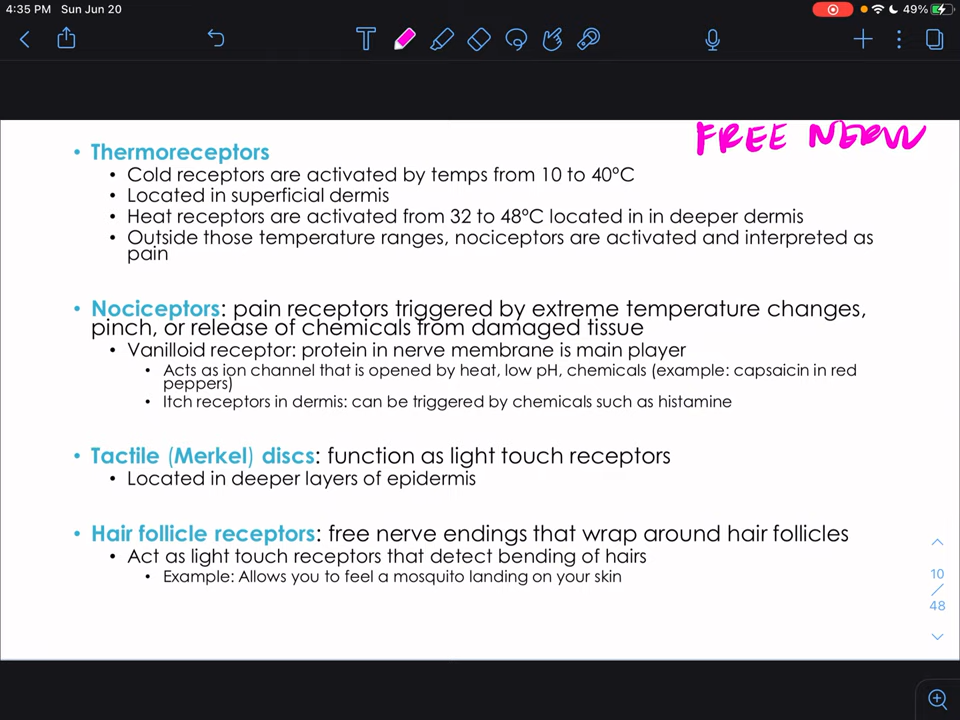 4:35 PM Sun Jun 20
49%
FREE NERV
• Thermoreceptors
• Cold receptors are activated by temps from 10 to 40°C
• Located in superficial dermis
• Heat receptors are activated from 32 to 48°C located in in deeper dermis
• Outside those temperature ranges, nociceptors are activated and interpreted as
pain
• Nociceptors: pain receptors triggered by extreme temperature changes,
pinch, or release of chemicals from damaged tissue
• Vanilloid receptor: protein in nerve membrane is main player
• Acts as ion channel that is opened by heat, low pH, chemicals (example: capsaicin in red
peppers)
• Itch receptors in dermis: can be triggered by chemicals such as histamine
• Tactile (Merkel) discs: function as light touch receptors
• Located in deeper layers of epidermis
• Hair follicle receptors: free nerve endings that wrap around hair follicles
• Act as light touch receptors that detect bending of hairs
• Example: Allows you to feel a mosquito landing on your skin
10
/
48